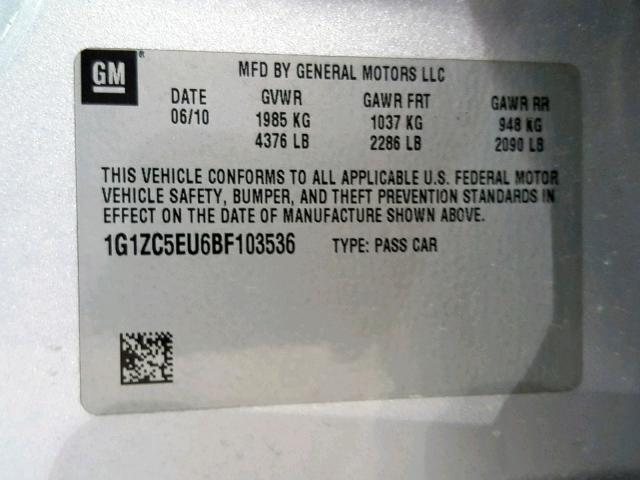 GM ®
MFD BY GENERAL MOTORS LLC
DATE GVWR GAWR FRT GAWR RR
06/10 1985 KG 1037 KG 948 KG
4376 LB 2286 LB 2090 LB
THIS VEHICLE CONFORMS TO ALL APPLICABLE U.S. FEDERAL MOTOR
VEHICLE SAFETY, BUMPER, AND THEFT PREVENTION STANDARDS IN
EFFECT ON THE DATE OF MANUFACTURE SHOWN ABOVE.
1G1ZC5EU6BF103536 TYPE: PASS CAR